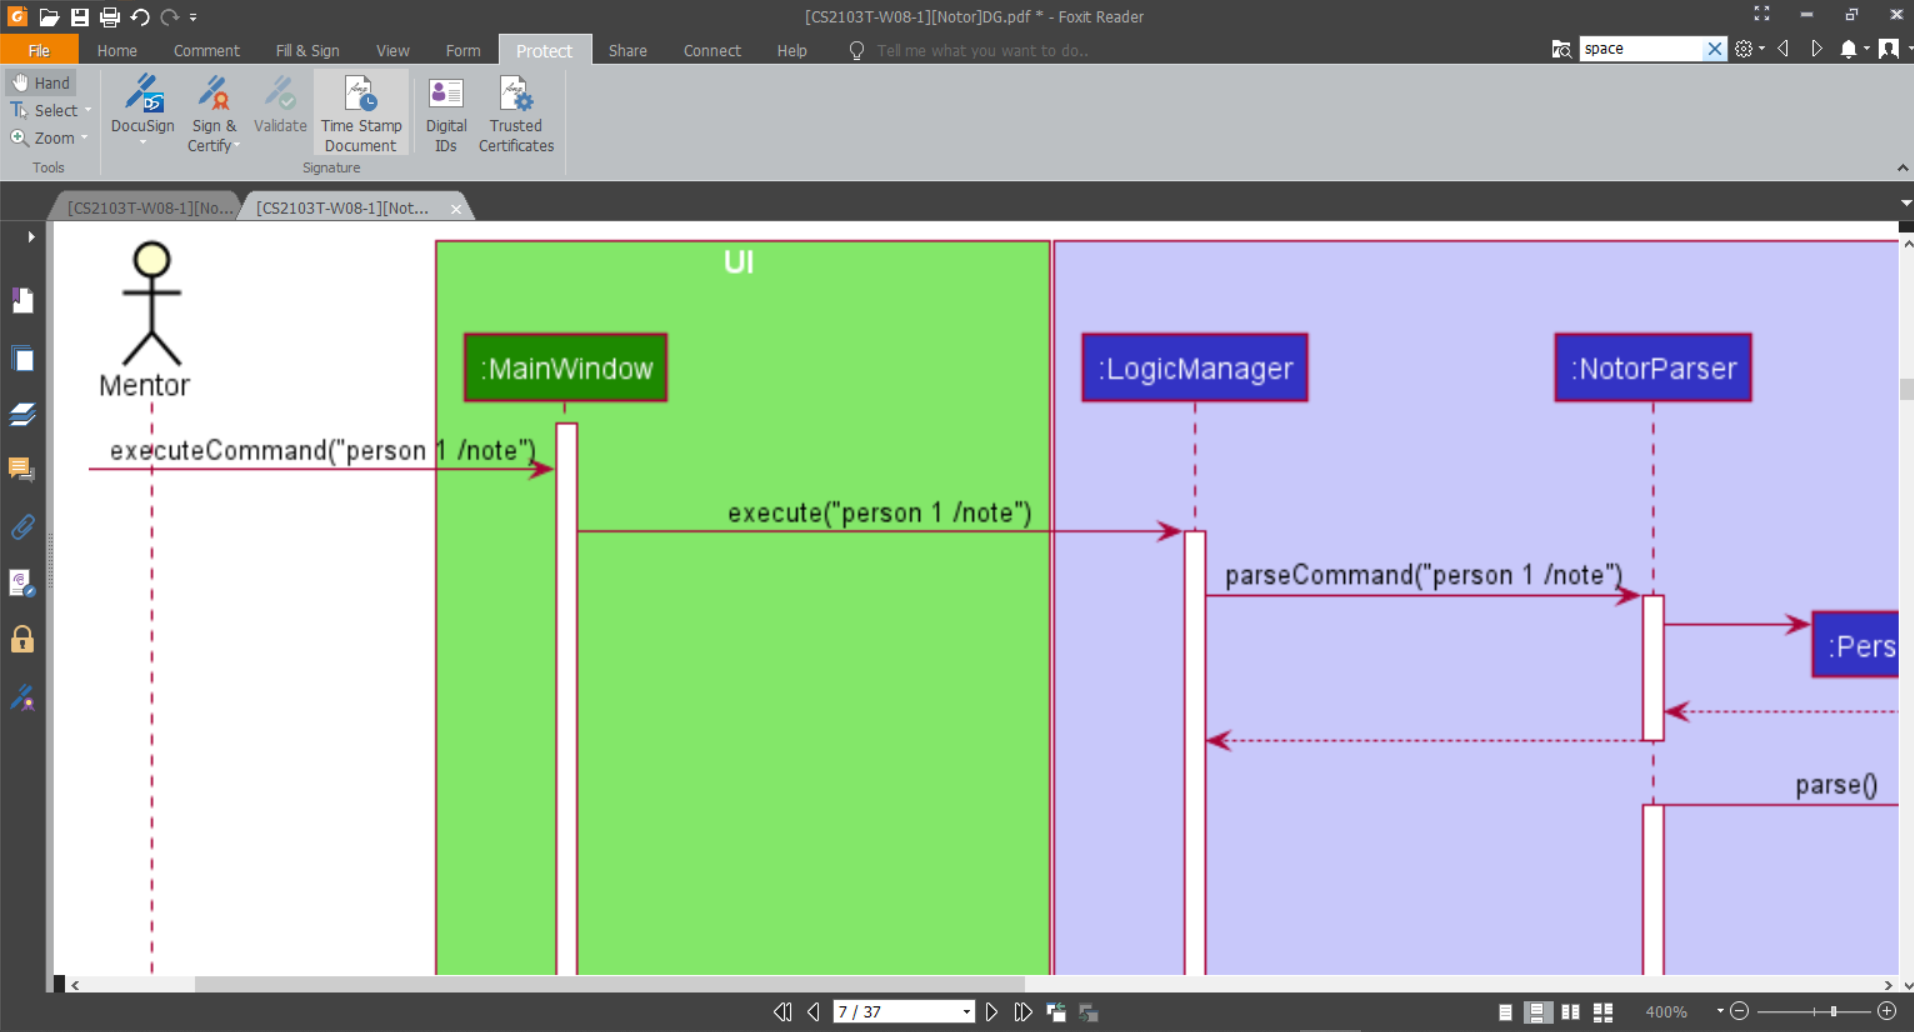 [CS2103T-W08-1][Notor]DG.pdf * - Foxit Reader
File Home Comment Fill & Sign View Form Protect Share Connect Help Tell me what you want to do.. space
Hand
Select
Zoom
Tools
DocuSign
Sign & Certify
Validate
Time Stamp Document
Digital IDs
Trusted Certificates
Signature
[CS2103T-W08-1][No... [CS2103T-W08-1][Not...
UI
:MainWindow :LogicManager :NotorParser
Mentor
executeCommand("person 1 /note")
execute("person 1 /note")
parseCommand("person 1 /note")
:Pers
parse()
7 / 37 400%